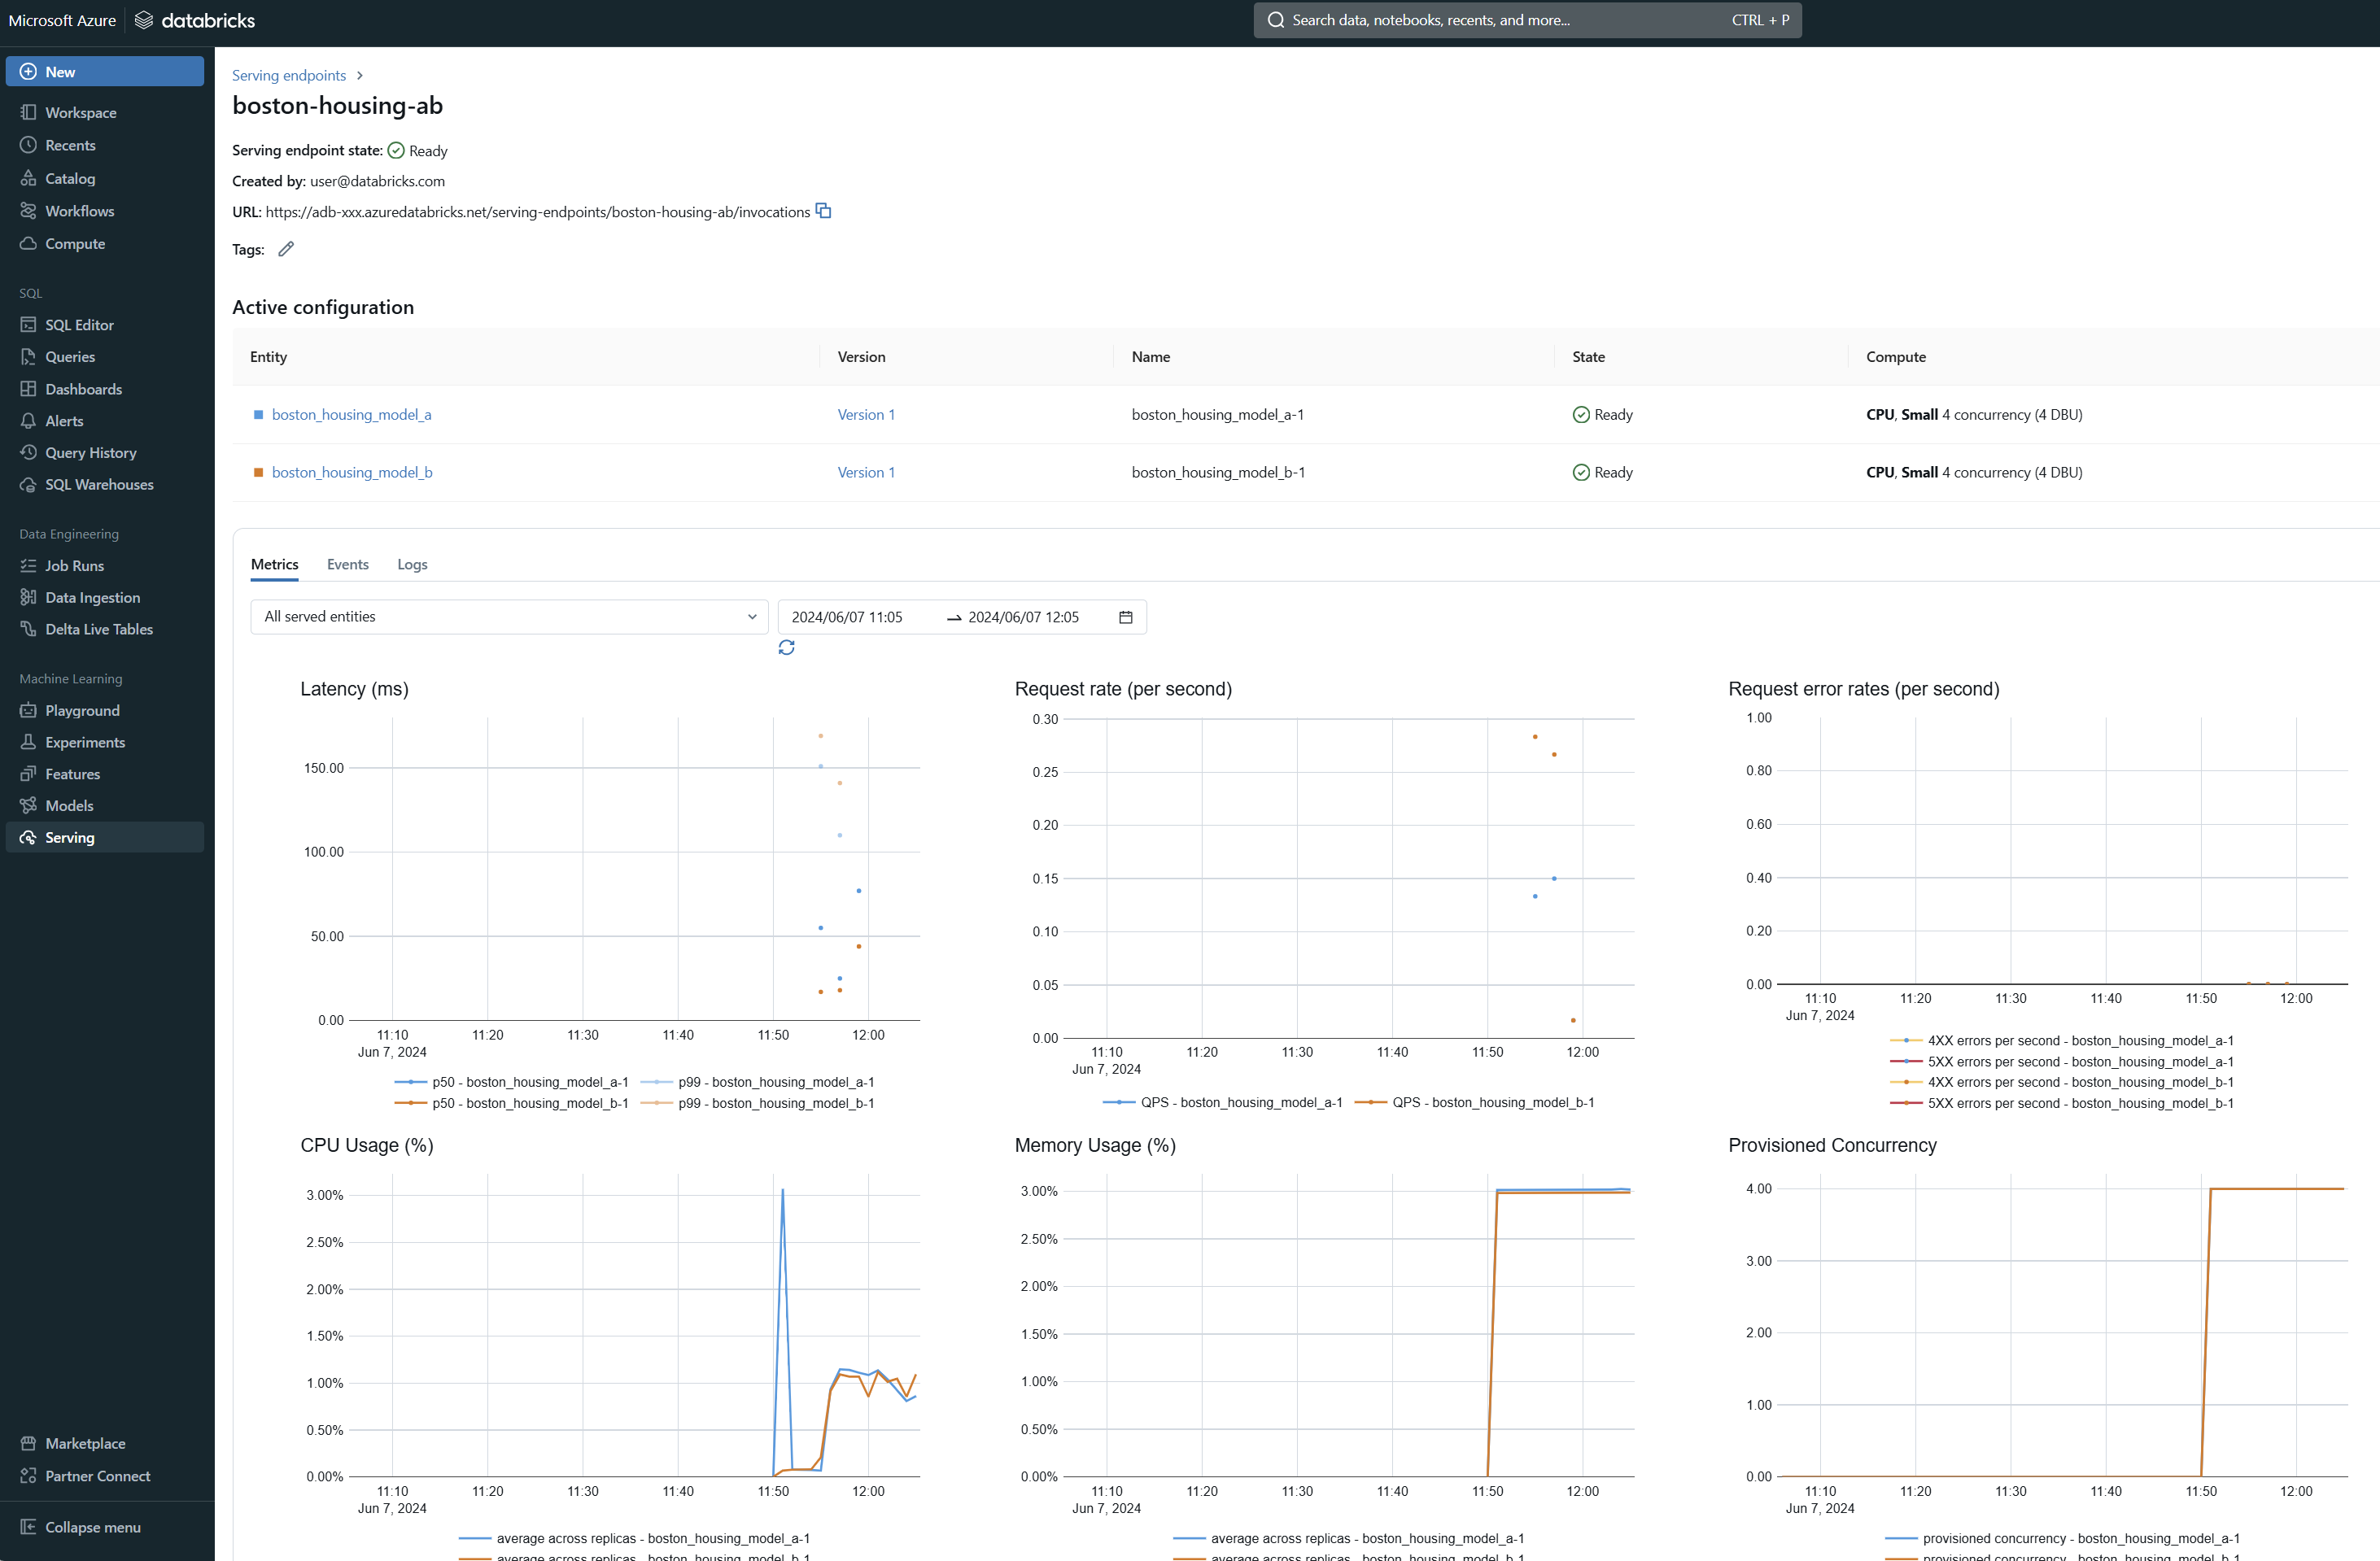 Microsoft Azure databricks
Search data, notebooks, recents, and more... CTRL + P
New
Workspace
Recents
Catalog
Workflows
Compute
SQL
SQL Editor
Queries
Dashboards
Alerts
Query History
SQL Warehouses
Data Engineering
Job Runs
Data Ingestion
Delta Live Tables
Machine Learning
Playground
Experiments
Features
Models
Serving
Marketplace
Partner Connect
Collapse menu
Serving endpoints >
boston-housing-ab
Serving endpoint state: Ready
Created by: user@databricks.com
URL: https://adb-xxx.azuredatabricks.net/serving-endpoints/boston-housing-ab/invocations
Tags:
Active configuration
Entity Version Name State Compute
boston_housing_model_a Version 1 boston_housing_model_a-1 Ready CPU, Small 4 concurrency (4 DBU)
boston_housing_model_b Version 1 boston_housing_model_b-1 Ready CPU, Small 4 concurrency (4 DBU)
Metrics Events Logs
All served entities 2024/06/07 11:05 → 2024/06/07 12:05
Latency (ms)
150.00
100.00
50.00
0.00
11:10 11:20 11:30 11:40 11:50 12:00
Jun 7, 2024
p50 - boston_housing_model_a-1 p99 - boston_housing_model_a-1
p50 - boston_housing_model_b-1 p99 - boston_housing_model_b-1
Request rate (per second)
0.30
0.25
0.20
0.15
0.10
0.05
0.00
11:10 11:20 11:30 11:40 11:50 12:00
Jun 7, 2024
QPS - boston_housing_model_a-1 QPS - boston_housing_model_b-1
Request error rates (per second)
1.00
0.80
0.60
0.40
0.20
0.00
11:10 11:20 11:30 11:40 11:50 12:00
Jun 7, 2024
4XX errors per second - boston_housing_model_a-1
5XX errors per second - boston_housing_model_a-1
4XX errors per second - boston_housing_model_b-1
5XX errors per second - boston_housing_model_b-1
CPU Usage (%)
3.00%
2.50%
2.00%
1.50%
1.00%
0.50%
0.00%
11:10 11:20 11:30 11:40 11:50 12:00
Jun 7, 2024
average across replicas - boston_housing_model_a-1
average across replicas - boston_housing_model_b-1
Memory Usage (%)
3.00%
2.50%
2.00%
1.50%
1.00%
0.50%
0.00%
11:10 11:20 11:30 11:40 11:50 12:00
Jun 7, 2024
average across replicas - boston_housing_model_a-1
average across replicas - boston_housing_model_b-1
Provisioned Concurrency
4.00
3.00
2.00
1.00
0.00
11:10 11:20 11:30 11:40 11:50 12:00
Jun 7, 2024
provisioned concurrency - boston_housing_model_a-1
provisioned concurrency - boston_housing_model_b-1